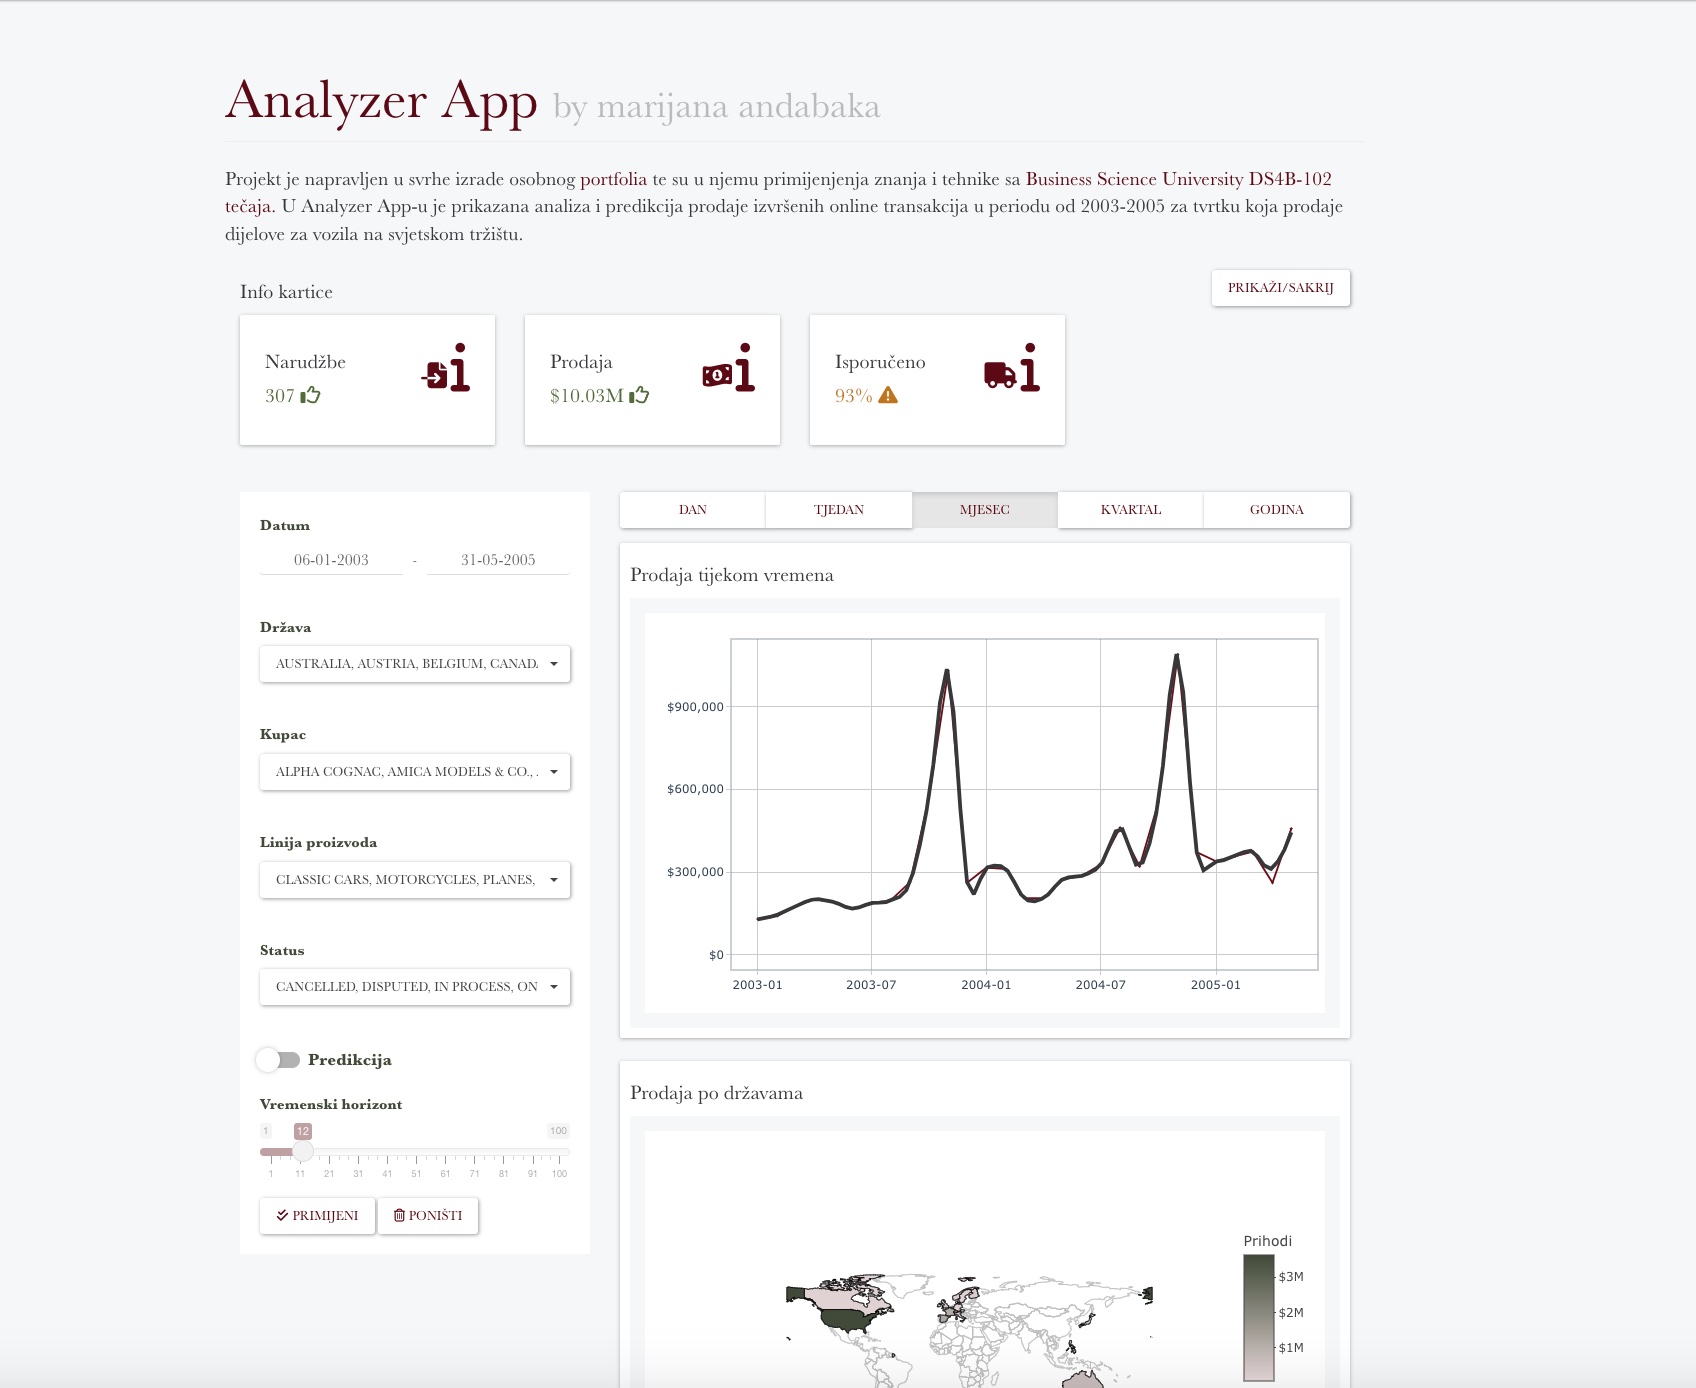 Analyzer App by marijana andabaka
Projekt je napravljen u svrhe izrade osobnog portfolia te su u njemu primijenjenja znanja i tehnike sa Business Science University DS4B-102
tečaja. U Analyzer App-u je prikazana analiza i predikcija prodaje izvršenih online transakcija u periodu od 2003-2005 za tvrtku koja prodaje
dijelove za vozila na svjetskom tržištu.
Info kartice
PRIKAŽI/SAKRIJ
Narudžbe
307
Prodaja
$10.03M
Isporučeno
93%
Datum
06-01-2003 - 31-05-2005
Država
AUSTRALIA, AUSTRIA, BELGIUM, CANADA
Kupac
ALPHA COGNAC, AMICA MODELS & CO., .
Linija proizvoda
CLASSIC CARS, MOTORCYCLES, PLANES,
Status
CANCELLED, DISPUTED, IN PROCESS, ON
Predikcija
Vremenski horizont
1 12 100
1 11 21 31 41 51 61 71 81 91 100
PRIMIJENI PONIŠTI
DAN TJEDAN MJESEC KVARTAL GODINA
Prodaja tijekom vremena
$900,000
$600,000
$300,000
$0
2003-01 2003-07 2004-01 2004-07 2005-01
Prodaja po državama
Prihodi
$3M
$2M
$1M